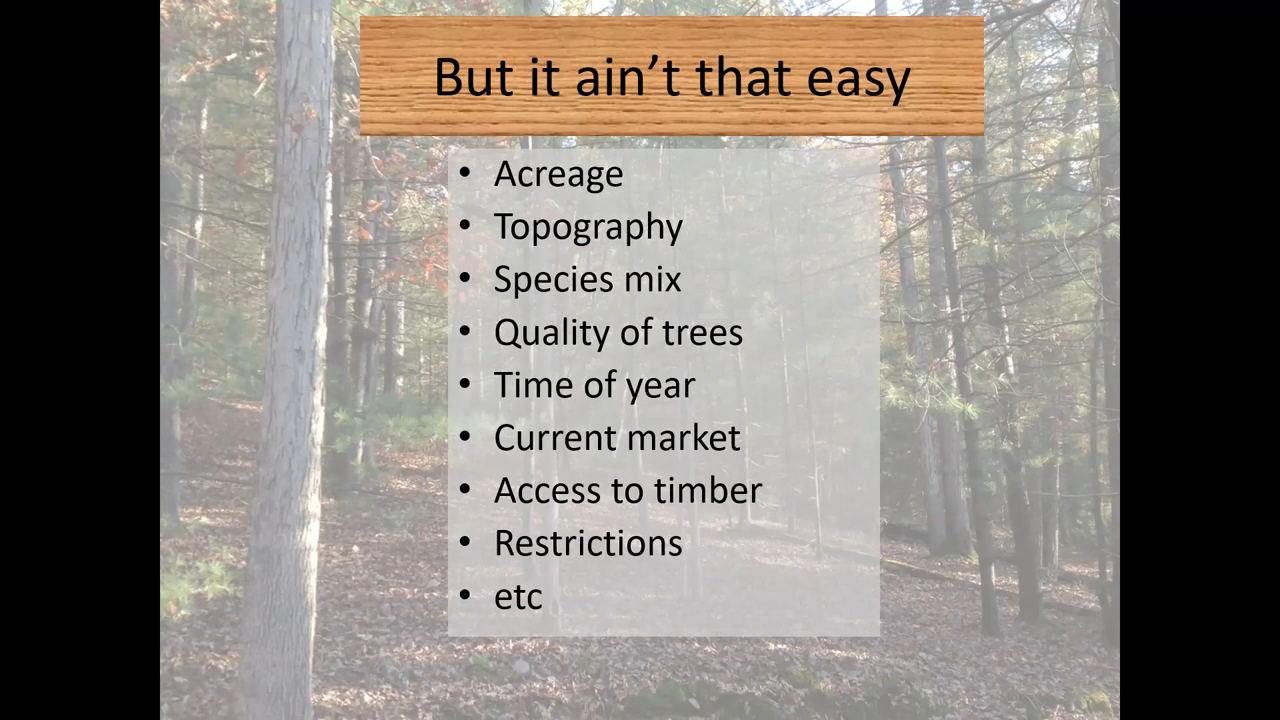 But it ain’t that easy
• Acreage
• Topography
• Species mix
• Quality of trees
• Time of year
• Current market
• Access to timber
• Restrictions
• etc